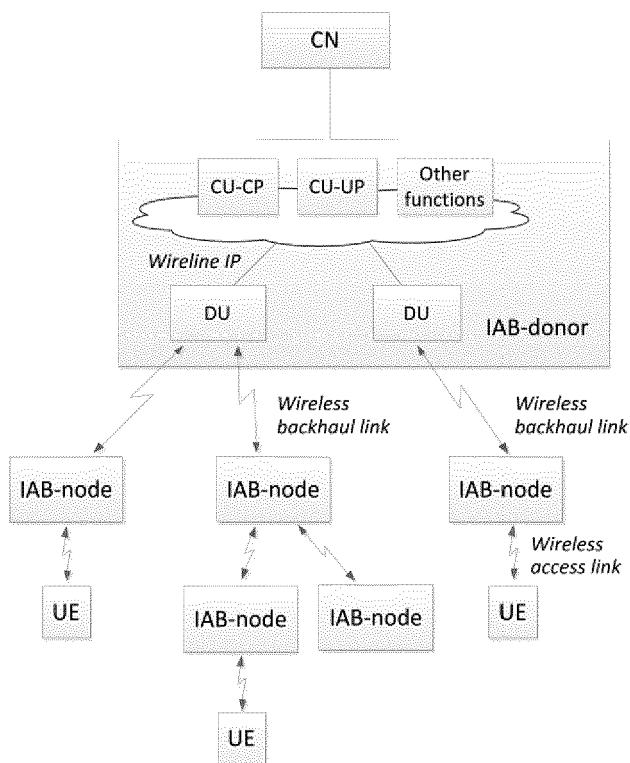 CN
CU-CP
CU-UP
Other
functions
Wireline IP
DU
DU
IAB-donor
Wireless
backhaul link
Wireless
backhaul link
IAB-node
IAB-node
IAB-node
Wireless
access link
UE
IAB-node
IAB-node
UE
UE